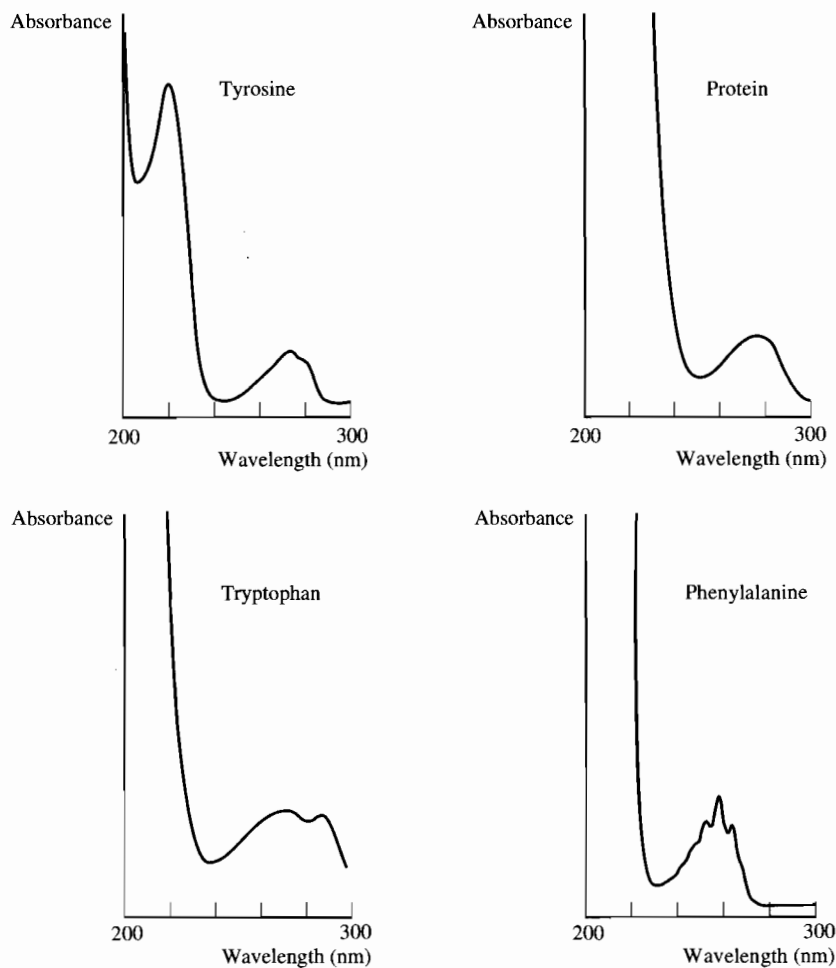 Absorbance
Tyrosine
200
300
Wavelength (nm)
Absorbance
Protein
200
300
Wavelength (nm)
Absorbance
Tryptophan
200
300
Wavelength (nm)
Absorbance
Phenylalanine
200
300
Wavelength (nm)